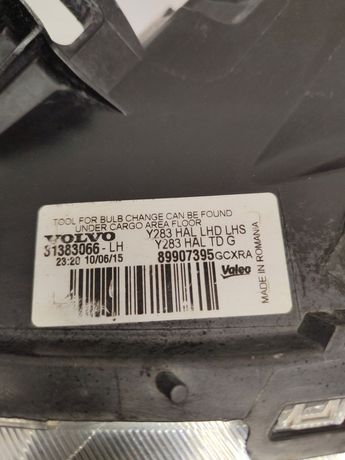 TOOL FOR BULB CHANGE CAN BE FOUND
UNDER CARGO AREA FLOOR
VOLVO Y283 HAL LHD LHS
31383066-LH Y283 HAL TD G
23:20 10/06/15 89907395GCXRA
Valeo
MADE IN ROMANIA